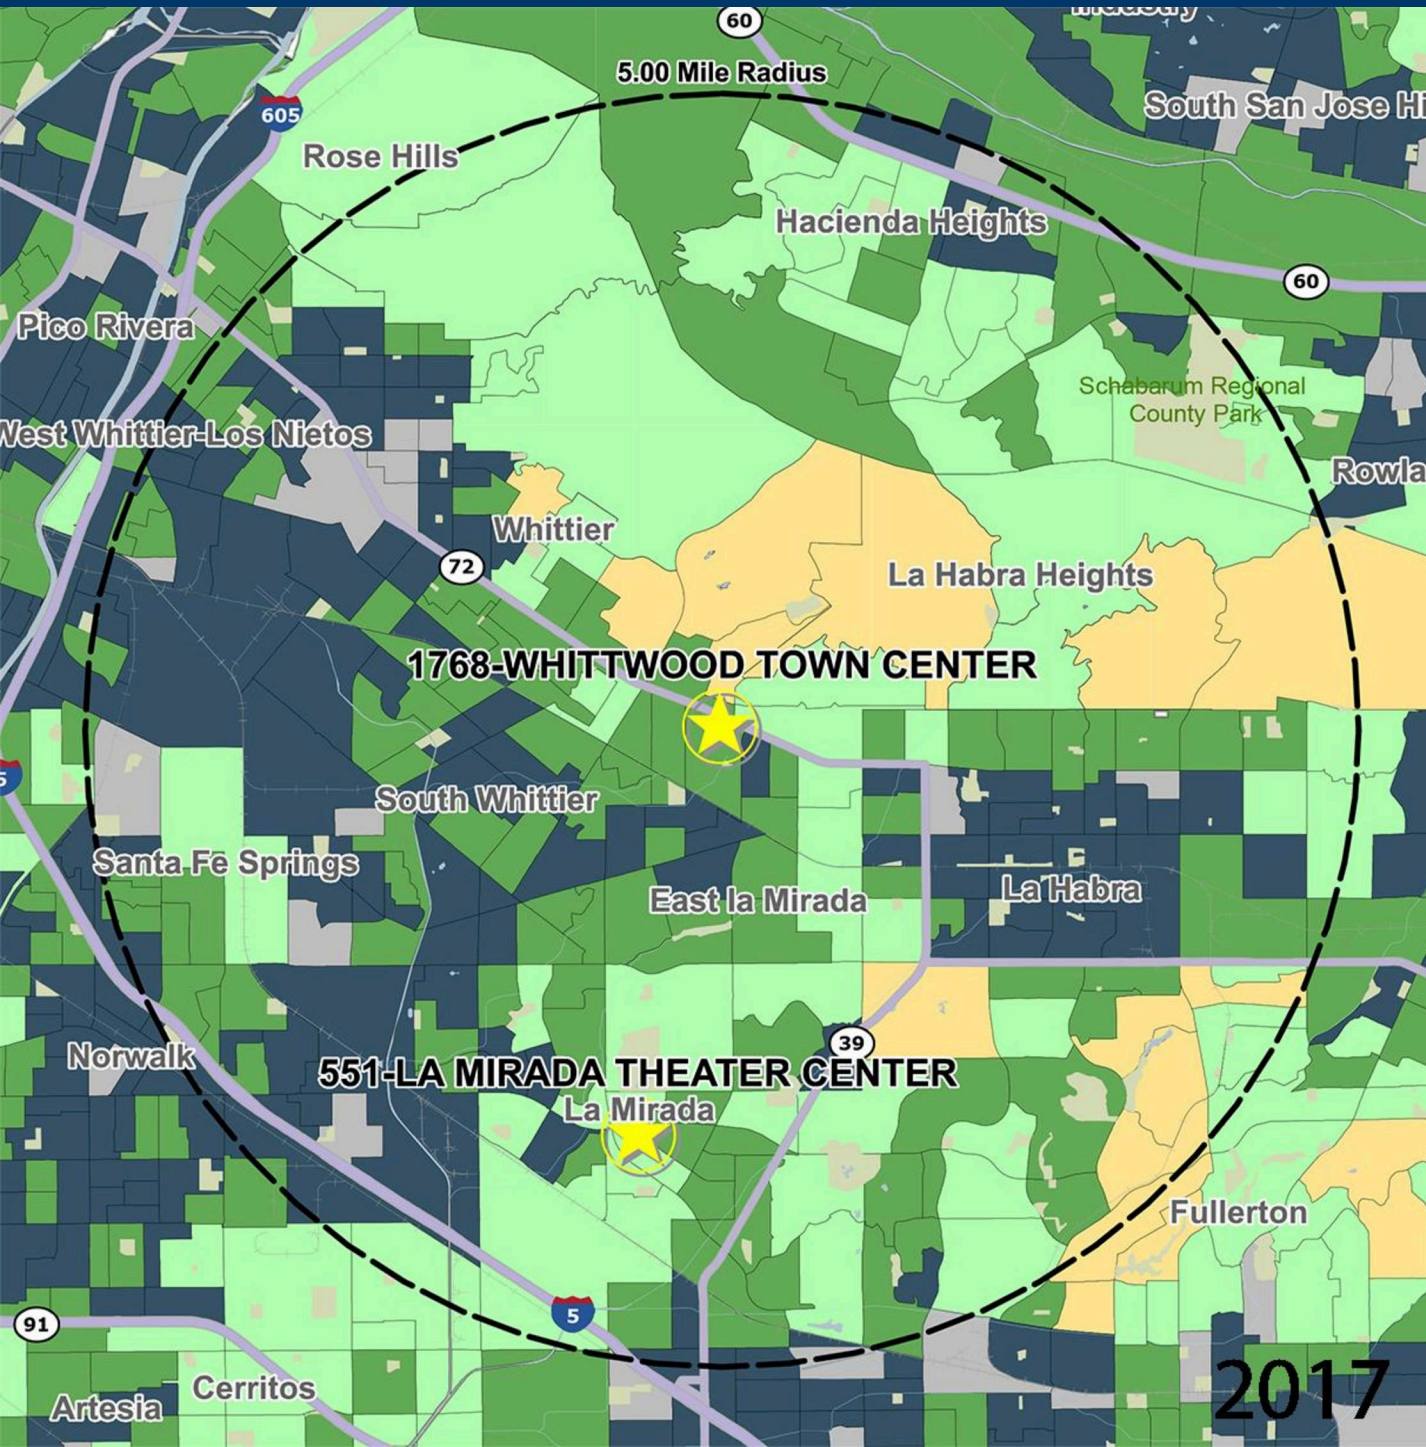 60
5.00 Mile Radius
605
South San Jose Hi
Rose Hills
Hacienda Heights
60
Pico Rivera
Schabarum Regional
County Park
West Whittier-Los Nietos
Rowla
Whittier
72
La Habra Heights
1768-WHITTWOOD TOWN CENTER
5
South Whittier
Santa Fe Springs
La Habra
East la Mirada
39
Norwalk
551-LA MIRADA THEATER CENTER
La Mirada
Fullerton
5
91
Cerritos
Artesia
2017